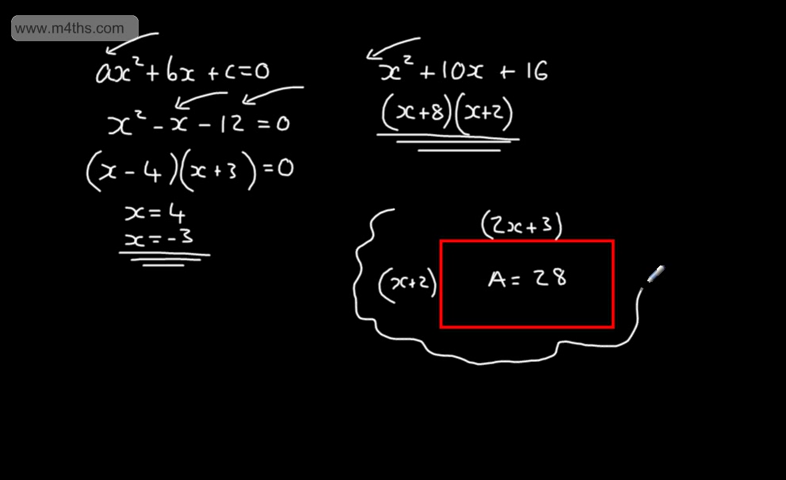 www.m4ths.com
ax² + bx + c = 0
x² - x - 12 = 0
(x - 4)(x + 3) = 0
x = 4
x = -3
x² + 10x + 16
(x+8)(x+2)
(2x+3)
(x+2) A = 28